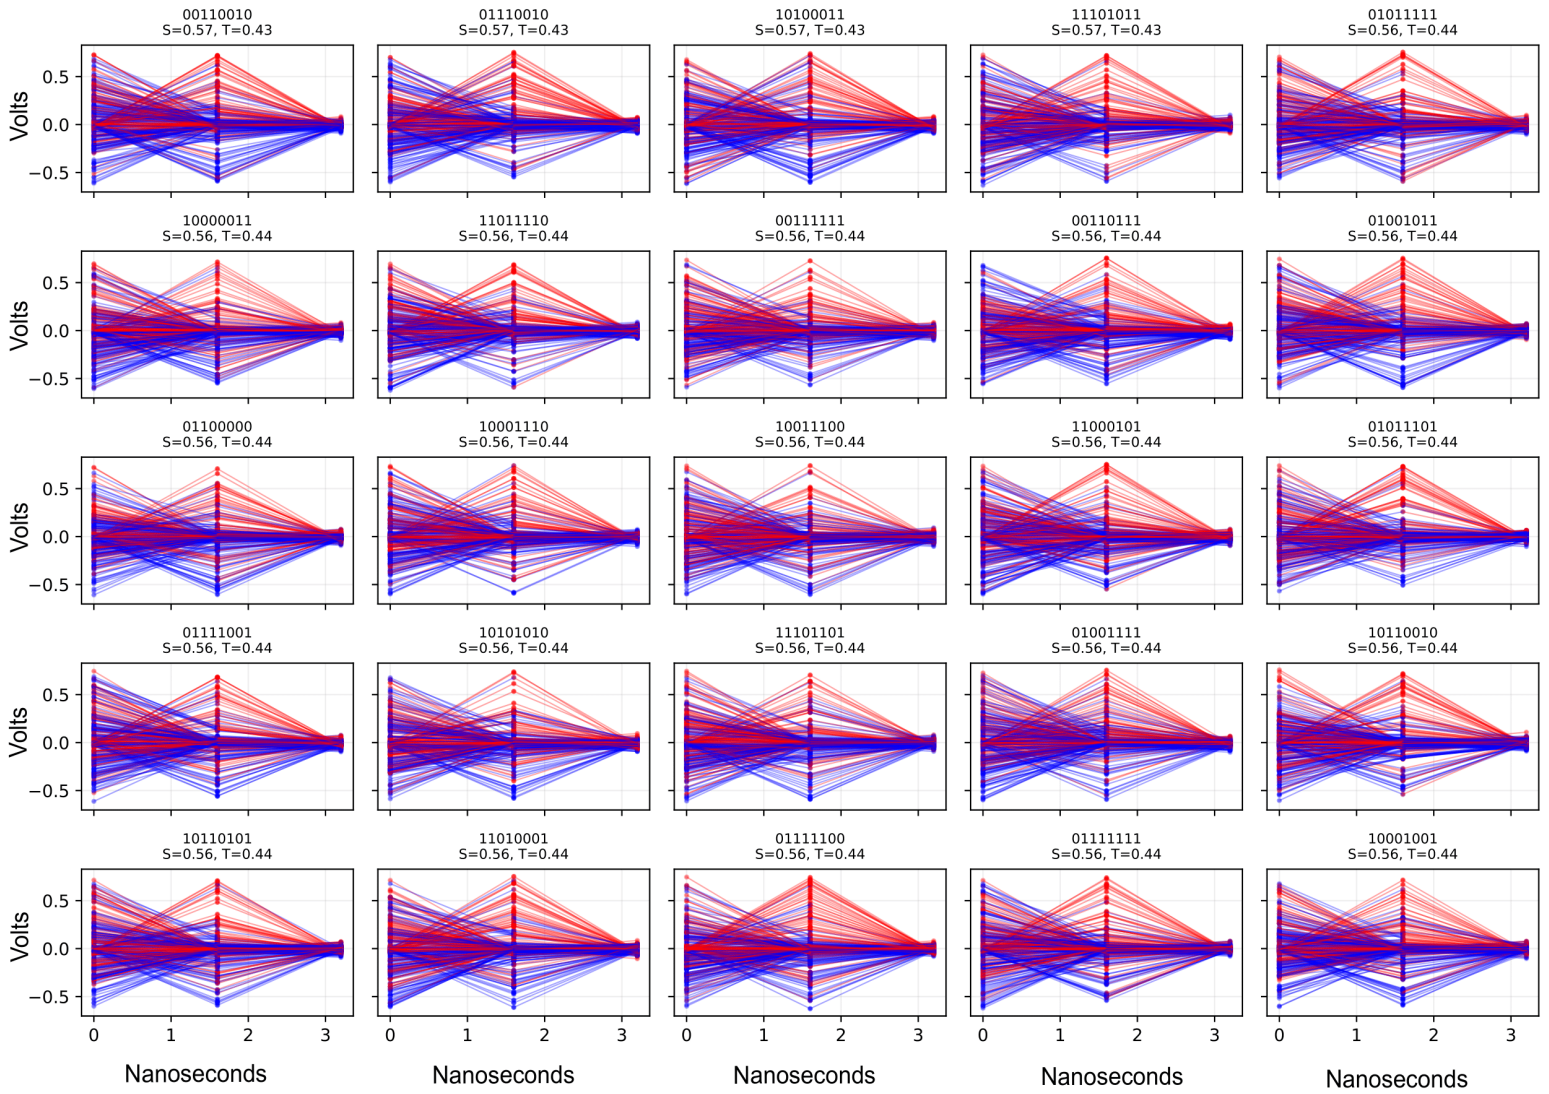 00110010 01110010 10100011 11101011 01011111
S=0.57, T=0.43 S=0.57, T=0.43 S=0.57, T=0.43 S=0.57, T=0.43 S=0.56, T=0.44
0.5
0.0
−0.5
Volts
10000011 11011110 00111111 00110111 01001011
S=0.56, T=0.44 S=0.56, T=0.44 S=0.56, T=0.44 S=0.56, T=0.44 S=0.56, T=0.44
0.5
0.0
−0.5
Volts
01100000 10001110 10011100 11000101 01011101
S=0.56, T=0.44 S=0.56, T=0.44 S=0.56, T=0.44 S=0.56, T=0.44 S=0.56, T=0.44
0.5
0.0
−0.5
Volts
01111001 10101010 11101101 01001111 10110010
S=0.56, T=0.44 S=0.56, T=0.44 S=0.56, T=0.44 S=0.56, T=0.44 S=0.56, T=0.44
0.5
0.0
−0.5
Volts
10110101 11010001 01111100 01111111 10001001
S=0.56, T=0.44 S=0.56, T=0.44 S=0.56, T=0.44 S=0.56, T=0.44 S=0.56, T=0.44
0.5
0.0
−0.5
Volts
0 1 2 3 0 1 2 3 0 1 2 3 0 1 2 3 0 1 2 3
Nanoseconds Nanoseconds Nanoseconds Nanoseconds Nanoseconds